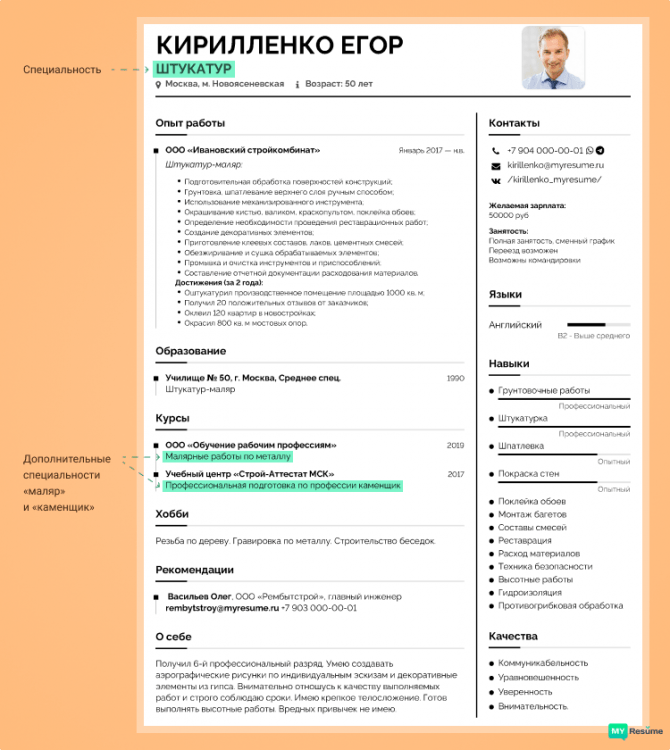 КИРИЛЛЕНКО ЕГОР
Специальность
ШТУКАТУР
Москва, м. Новоясеневская Возраст: 50 лет
Опыт работы
ООО «Ивановский стройкомбинат» Январь 2017 — н.в.
Штукатур-маляр:
Подготовительная обработка поверхностей конструкций;
Грунтовка, шпатлевание верхнего слоя ручным способом;
Использование механизированного инструмента;
Окрашивание кистью, валиком, краскопультом, поклейка обоев;
Определение необходимости проведения реставрационных работ;
Создание декоративных элементов;
Приготовление клеевых составов, лаков, цементных смесей;
Обезжиривание и сушка обрабатываемых элементов;
Промывка и очистка инструментов и приспособлений;
Составление отчетной документации расходования материалов.
Достижения (за 2 года):
Оштукатурил производственное помещение площадью 1000 кв. м.
Получил 20 положительных отзывов от заказчиков;
Оклеил 120 квартир в новостройках;
Окрасил 800 кв. м мостовых опор.
Образование
Училище № 50, г. Москва, Среднее спец. 1990
Штукатур-маляр
Курсы
ООО «Обучение рабочим профессиям» 2019
Малярные работы по металлу
Учебный центр «Строй-Аттестат МСК» 2017
Профессиональная подготовка по профессии каменщик
Дополнительные
специальности
«маляр»
и «каменщик»
Хобби
Резьба по дереву. Гравировка по металлу. Строительство беседок.
Рекомендации
Васильев Олег, ООО «Рембытстрой», главный инженер
rembytstroy@myresume.ru +7 903 000-00-01
О себе
Получил 6-й профессиональный разряд. Умею создавать
аэрографические рисунки по индивидуальным эскизам и декоративные
элементы из гипса. Внимательно отношусь к качеству выполняемых
работ и строго соблюдаю сроки. Имею крепкое телосложение. Готов
выполнять высотные работы. Вредных привычек не имею.
Контакты
+7 904 000-00-01
kirillenko@myresume.ru
/kirillenko_myresume/
Желаемая зарплата:
50000 руб
Занятость:
Полная занятость, сменный график
Переезд возможен
Возможны командировки
Языки
Английский
B2 - Выше среднего
Навыки
Грунтовочные работы
Профессиональный
Штукатурка
Профессиональный
Шпатлевка
Опытный
Покраска стен
Опытный
Поклейка обоев
Монтаж багетов
Составы смесей
Реставрация
Расход материалов
Техника безопасности
Высотные работы
Гидроизоляция
Противогрибковая обработка
Качества
Коммуникабельность
Уравновешенность
Уверенность
Внимательность.
MY Resume